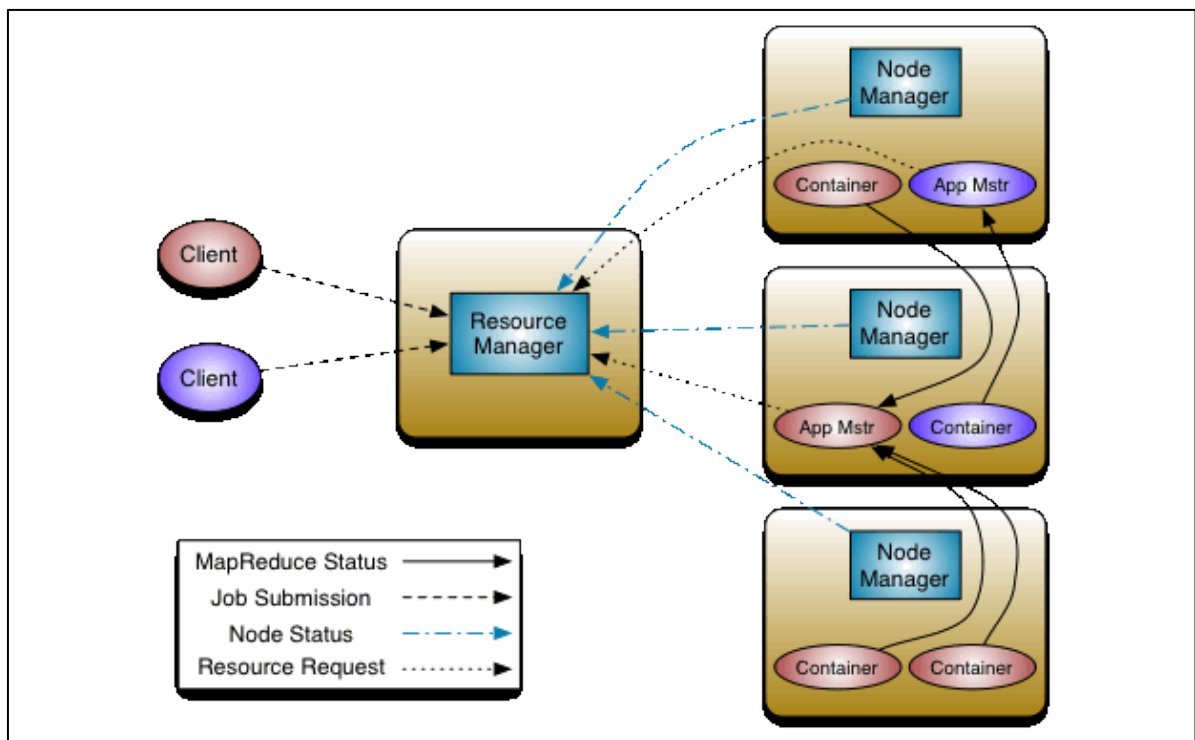 Node
Manager
Container
App Mstr
Client
Resource
Manager
Node
Manager
Client
App Mstr
Container
Node
Manager
MapReduce Status
Job Submission
Node Status
Resource Request
Container
Container